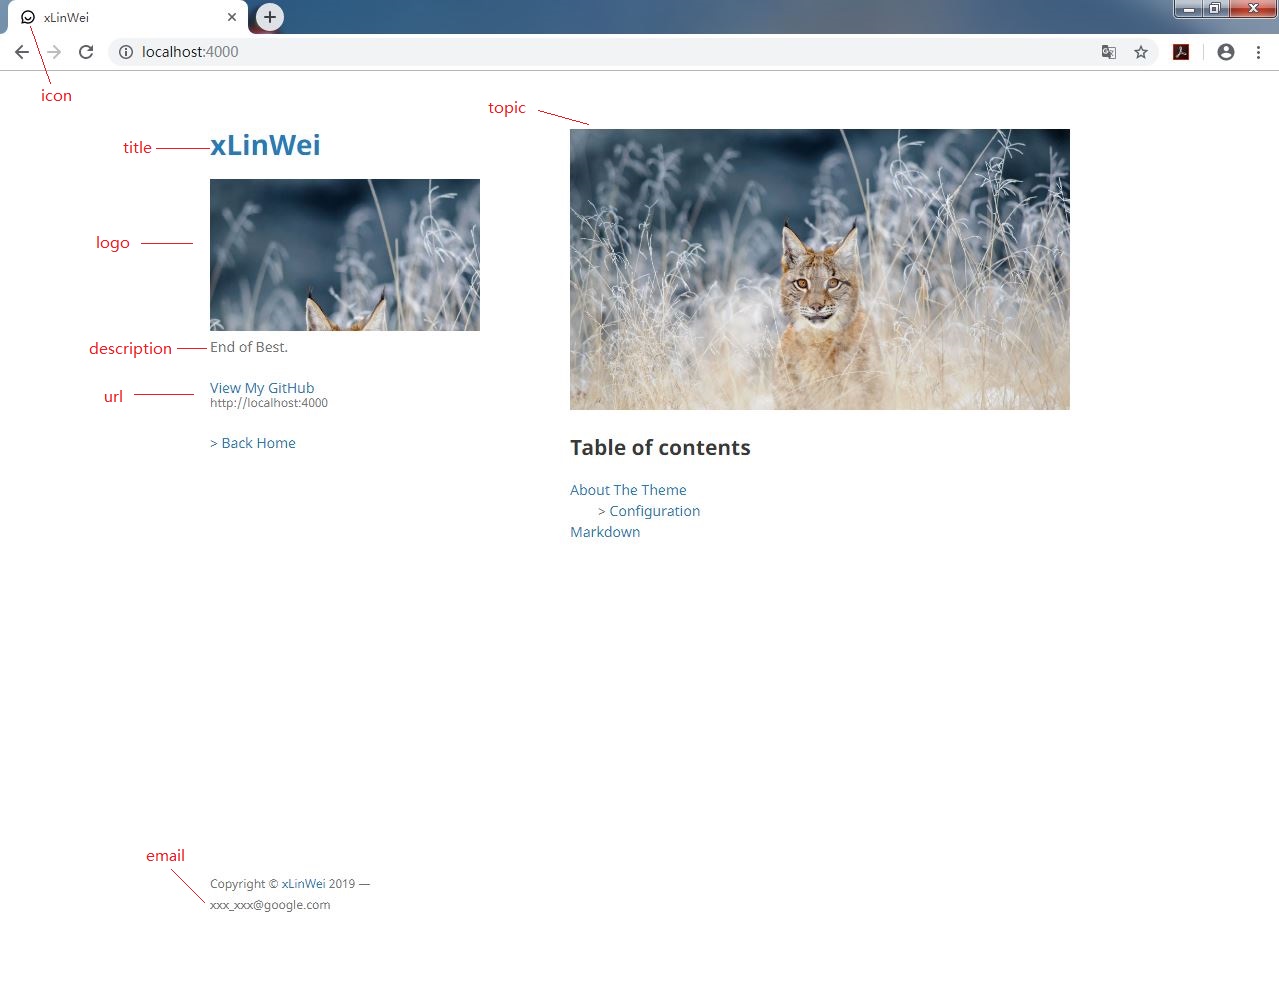 xLinWei
localhost:4000
icon
topic
title
xLinWei
logo
description
End of Best.
url
View My GitHub
http://localhost:4000
> Back Home
Table of contents
About The Theme
> Configuration
Markdown
email
Copyright © xLinWei 2019 —
xxx_xxx@google.com